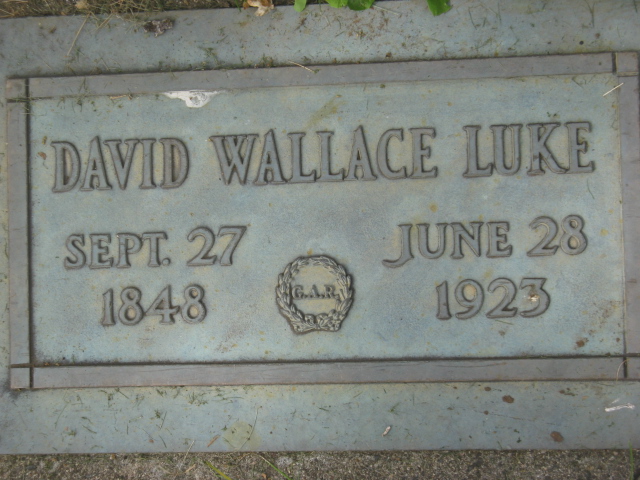 DAVID WALLACE LUKE
SEPT. 27
1848
G.A.R.
JUNE 28
1923